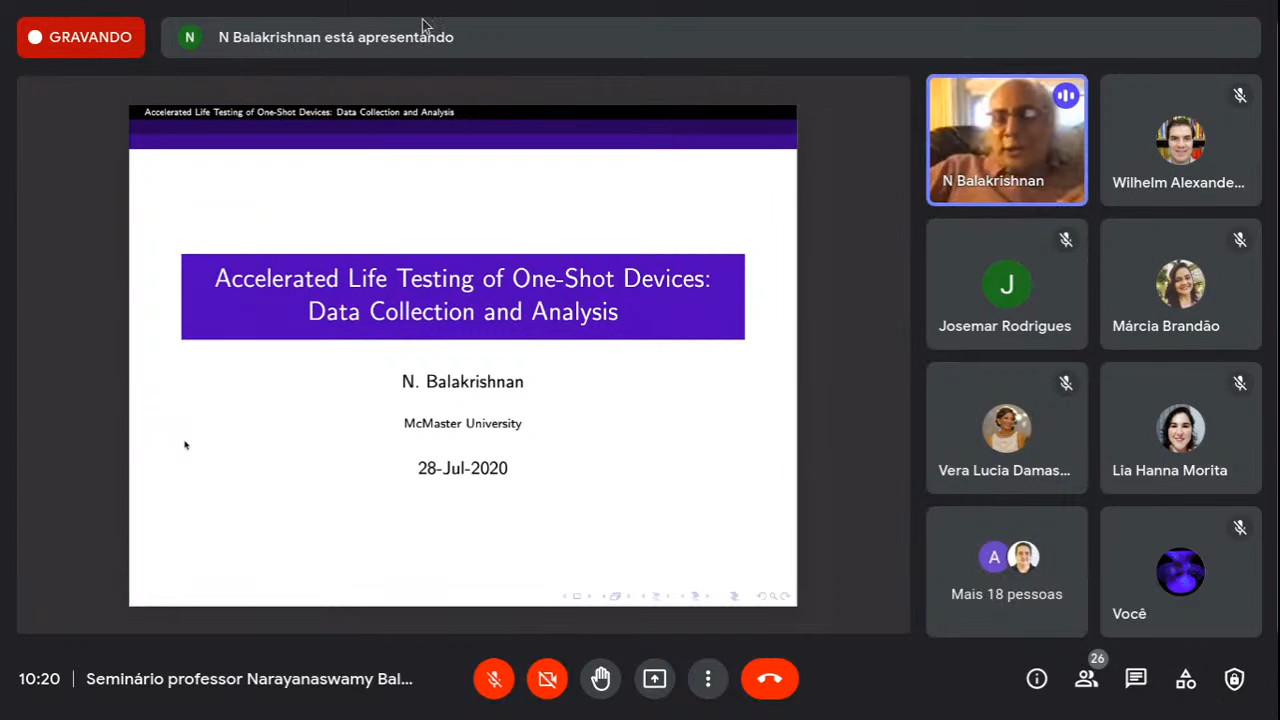 GRAVANDO
N
N Balakrishnan está apresentando
Accelerated Life Testing of One-Shot Devices: Data Collection and Analysis
Accelerated Life Testing of One-Shot Devices:
Data Collection and Analysis
N. Balakrishnan
McMaster University
28-Jul-2020
N Balakrishnan
Wilhelm Alexande...
J
Josemar Rodrigues
Márcia Brandão
Vera Lucia Damas...
Lia Hanna Morita
A
Mais 18 pessoas
Você
10:20
Seminário professor Narayanaswamy Bal...
26